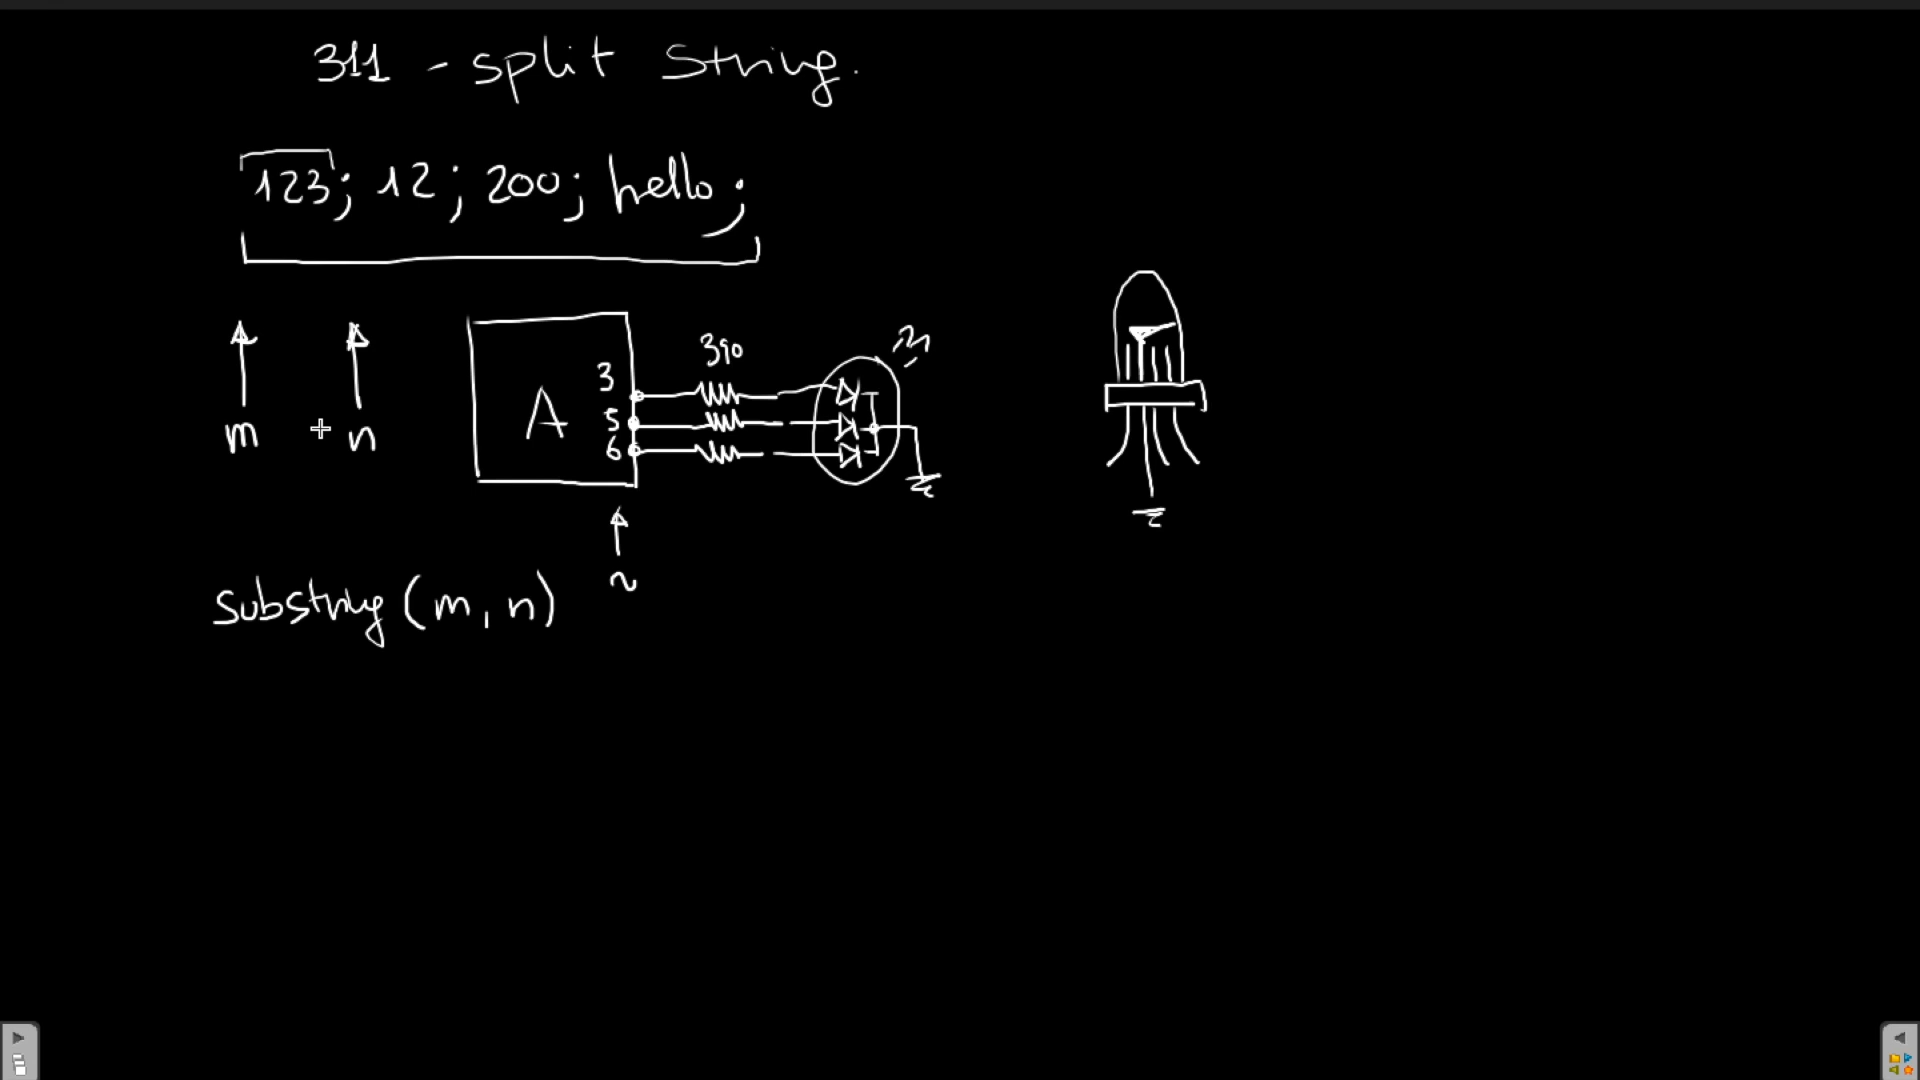 311 - split string.
123; 12; 200; hello;
390
3
A
5
6
m n
~
substring (m, n)